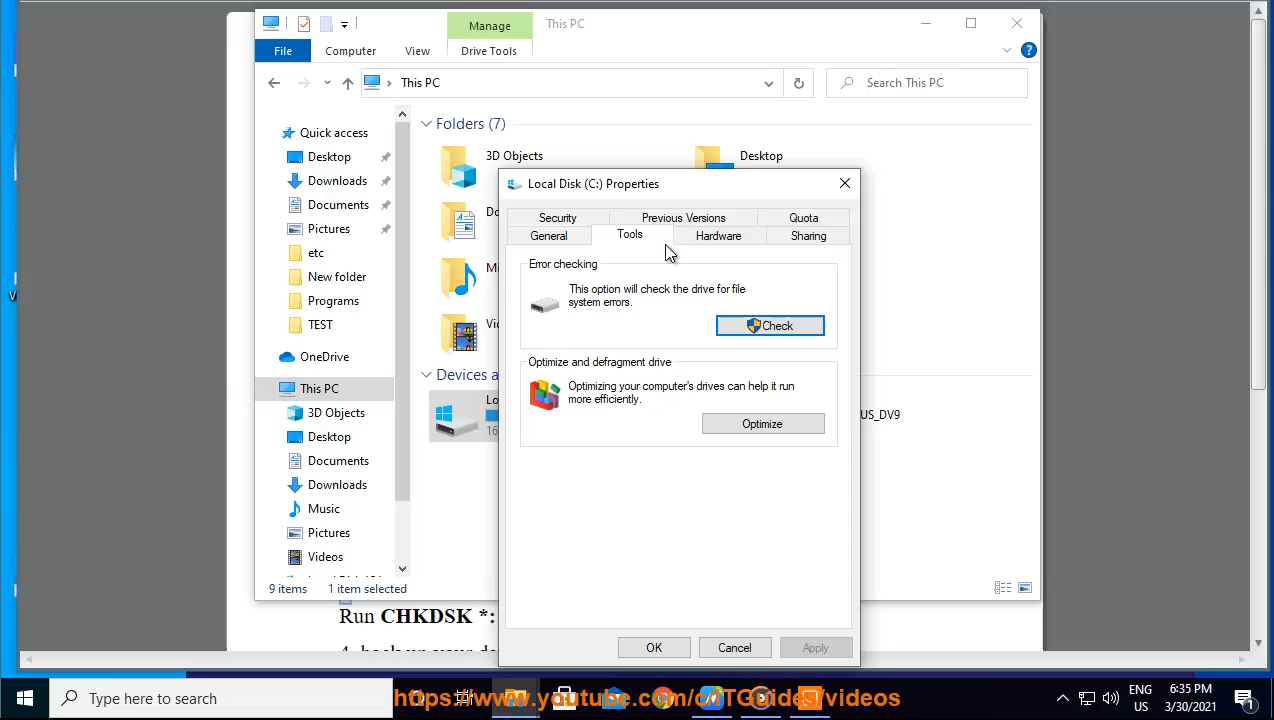 Manage
This PC
File
Computer
View
Drive Tools
This PC
Search This PC
Quick access
Desktop
Downloads
Documents
Pictures
etc
New folder
Programs
TEST
OneDrive
This PC
3D Objects
Desktop
Documents
Downloads
Music
Pictures
Videos
Folders (7)
3D Objects
Desktop
Devices a
16
US_DV9
9 items
1 item selected
Local Disk (C:) Properties
Security
Previous Versions
Quota
General
Tools
Hardware
Sharing
Error checking
This option will check the drive for file
system errors.
Check
Optimize and defragment drive
Optimizing your computer's drives can help it run
more efficiently.
Optimize
OK
Cancel
Apply
Run CHKDSK *:
Type here to search
https://www.youtube.com/c/ITGuides/videos
ENG
US
6:35 PM
3/30/2021
1